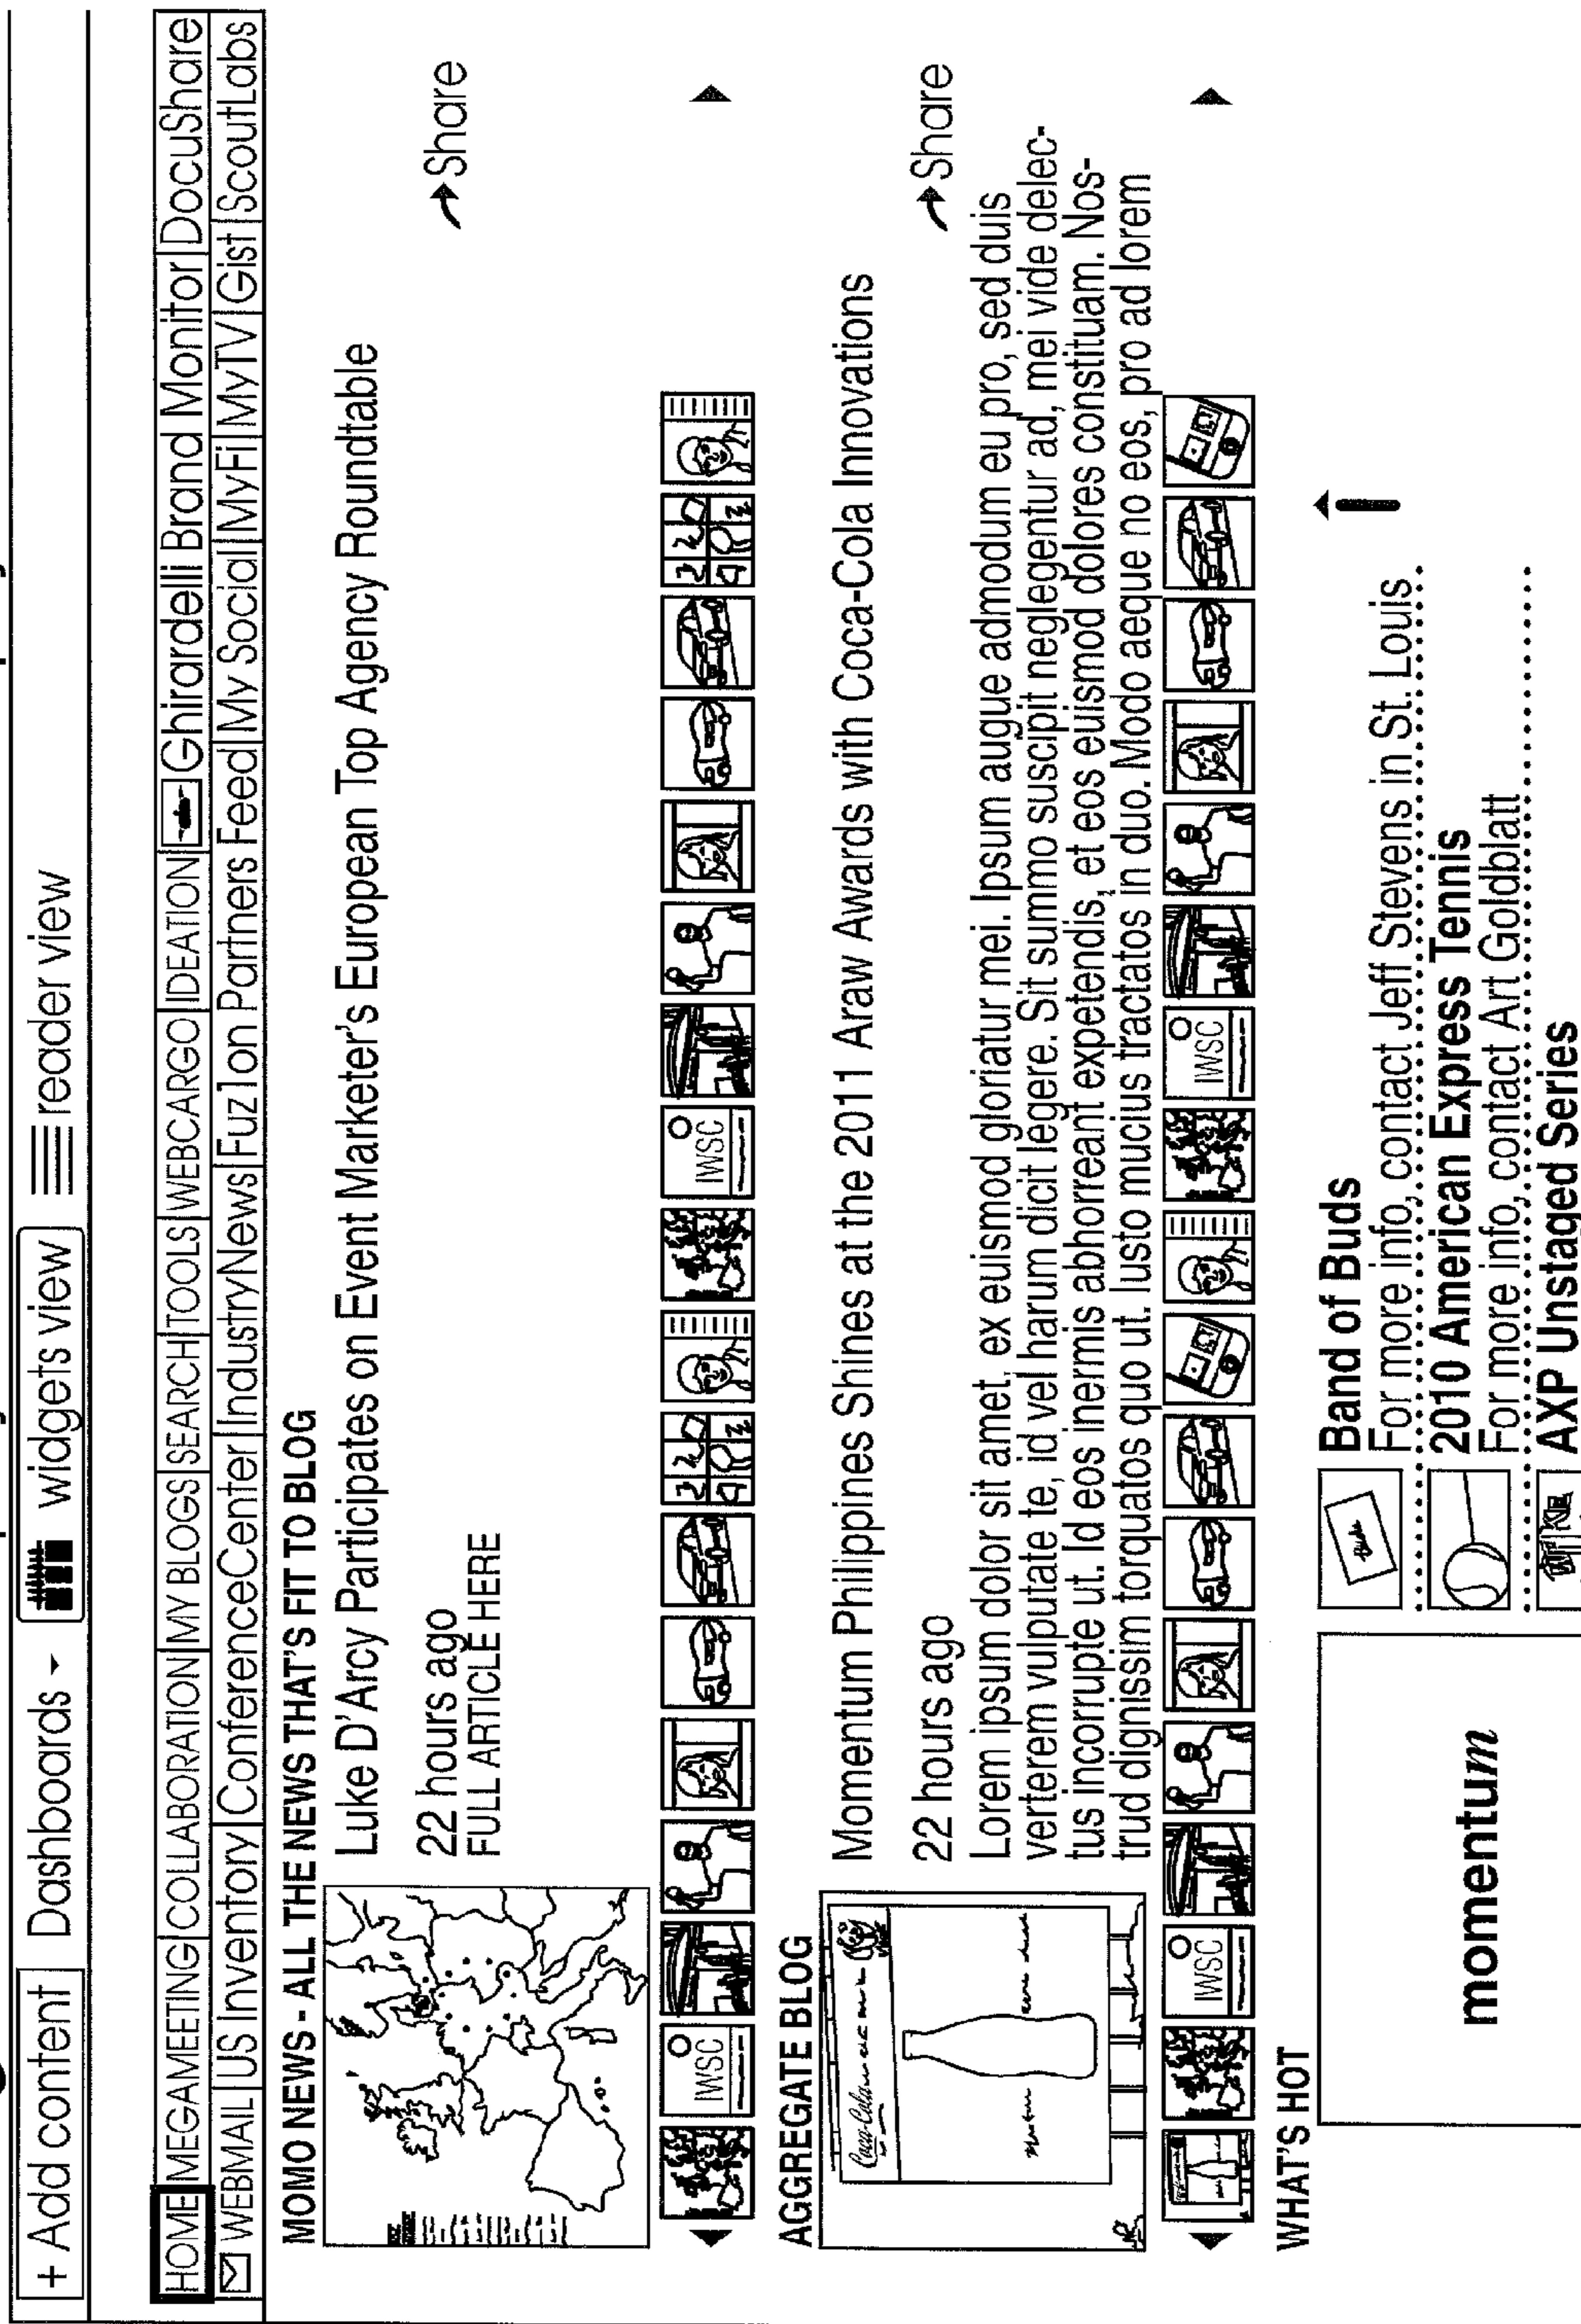 + Add content Dashboards widgets view reader view
HOME MEGAMEETING COLLABORATION MY BLOGS SEARCH TOOLS WEBCARGO IDEATION Ghirardelli Brand Monitor DocuShare
WEBMAIL US Inventory ConferenceCenter IndustryNews Fuz1on Partners Feed My Social MyFi MyTV Gist ScoutLabs
MOMO NEWS - ALL THE NEWS THAT'S FIT TO BLOG
Luke D'Arcy Participates on Event Marketer's European Top Agency Roundtable
22 hours ago Share
FULL ARTICLE HERE
IWSC IWSC
AGGREGATE BLOG
Coca-Cola
Momentum Philippines Shines at the 2011 Araw Awards with Coca-Cola Innovations
22 hours ago Share
Lorem ipsum dolor sit amet, ex euismod gloriatur mei. Ipsum augue admodum eu pro, sed duis
verterem vulputate te, id vel harum dicit legere. Sit summo suscipit neglegentur ad, mei vide delec-
tus incorrupte ut. Id eos inermis abhorreant expetendis, et eos euismod dolores constituam. Nos-
trud dignissim torquatos quo ut. Iusto mucius tractatos in duo. Modo aeque no eos, pro ad lorem
IWSC IWSC
WHAT'S HOT
momentum
Band of Buds
For more info, contact Jeff Stevens in St. Louis
2010 American Express Tennis
For more info, contact Art Goldblatt
AXP Unstaged Series